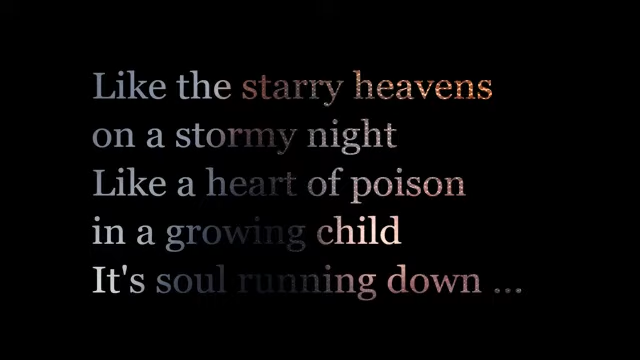 Like the starry heavens
on a stormy night
Like a heart of poison
in a growing child
It's soul running down ...